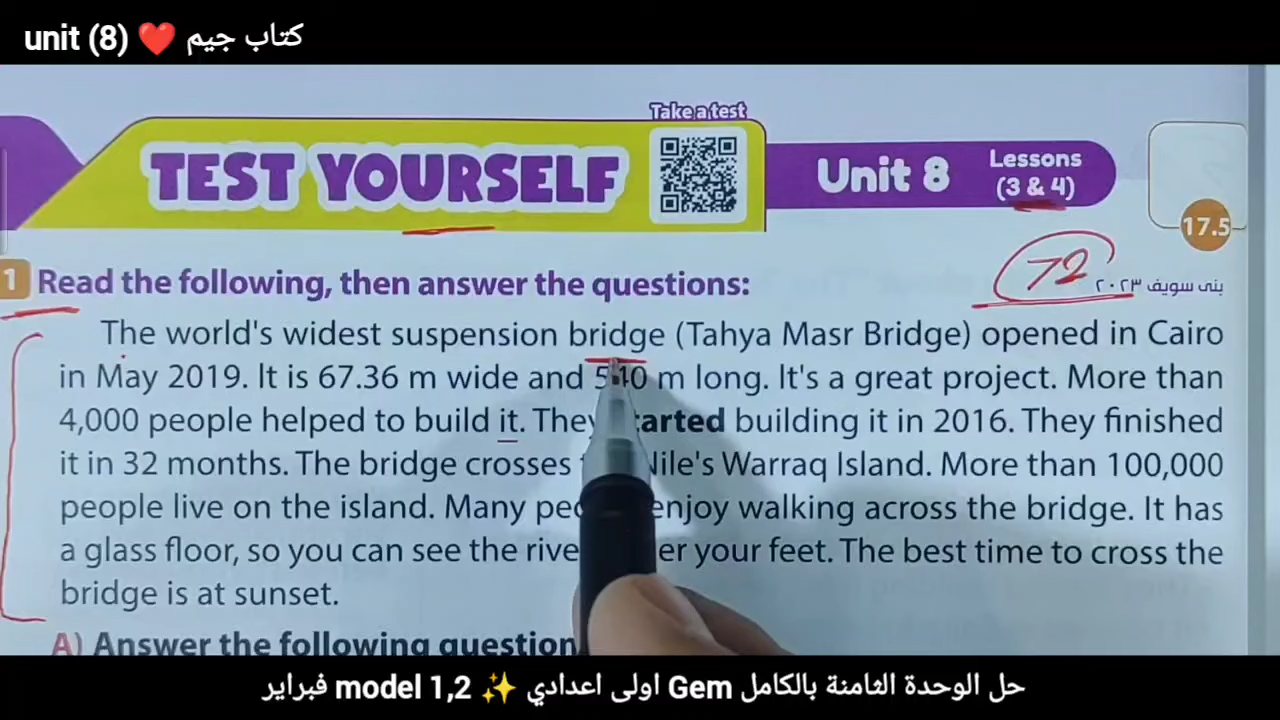 unit (8) ❤️ كتاب جيم
Take a test
TEST YOURSELF
Unit 8
Lessons
(3 & 4)
17.5
72
بنى سويف ٢٠٢٣
1 Read the following, then answer the questions:
The world's widest suspension bridge (Tahya Masr Bridge) opened in Cairo
in May 2019. It is 67.36 m wide and 540 m long. It's a great project. More than
4,000 people helped to build it. They started building it in 2016. They finished
it in 32 months. The bridge crosses Nile's Warraq Island. More than 100,000
people live on the island. Many enjoy walking across the bridge. It has
a glass floor, so you can see the your feet. The best time to cross the
bridge is at sunset.
A) Answer the following
حل الوحدة الثامنة بالكامل Gem اولى اعدادي ✨ model 1,2 فبراير